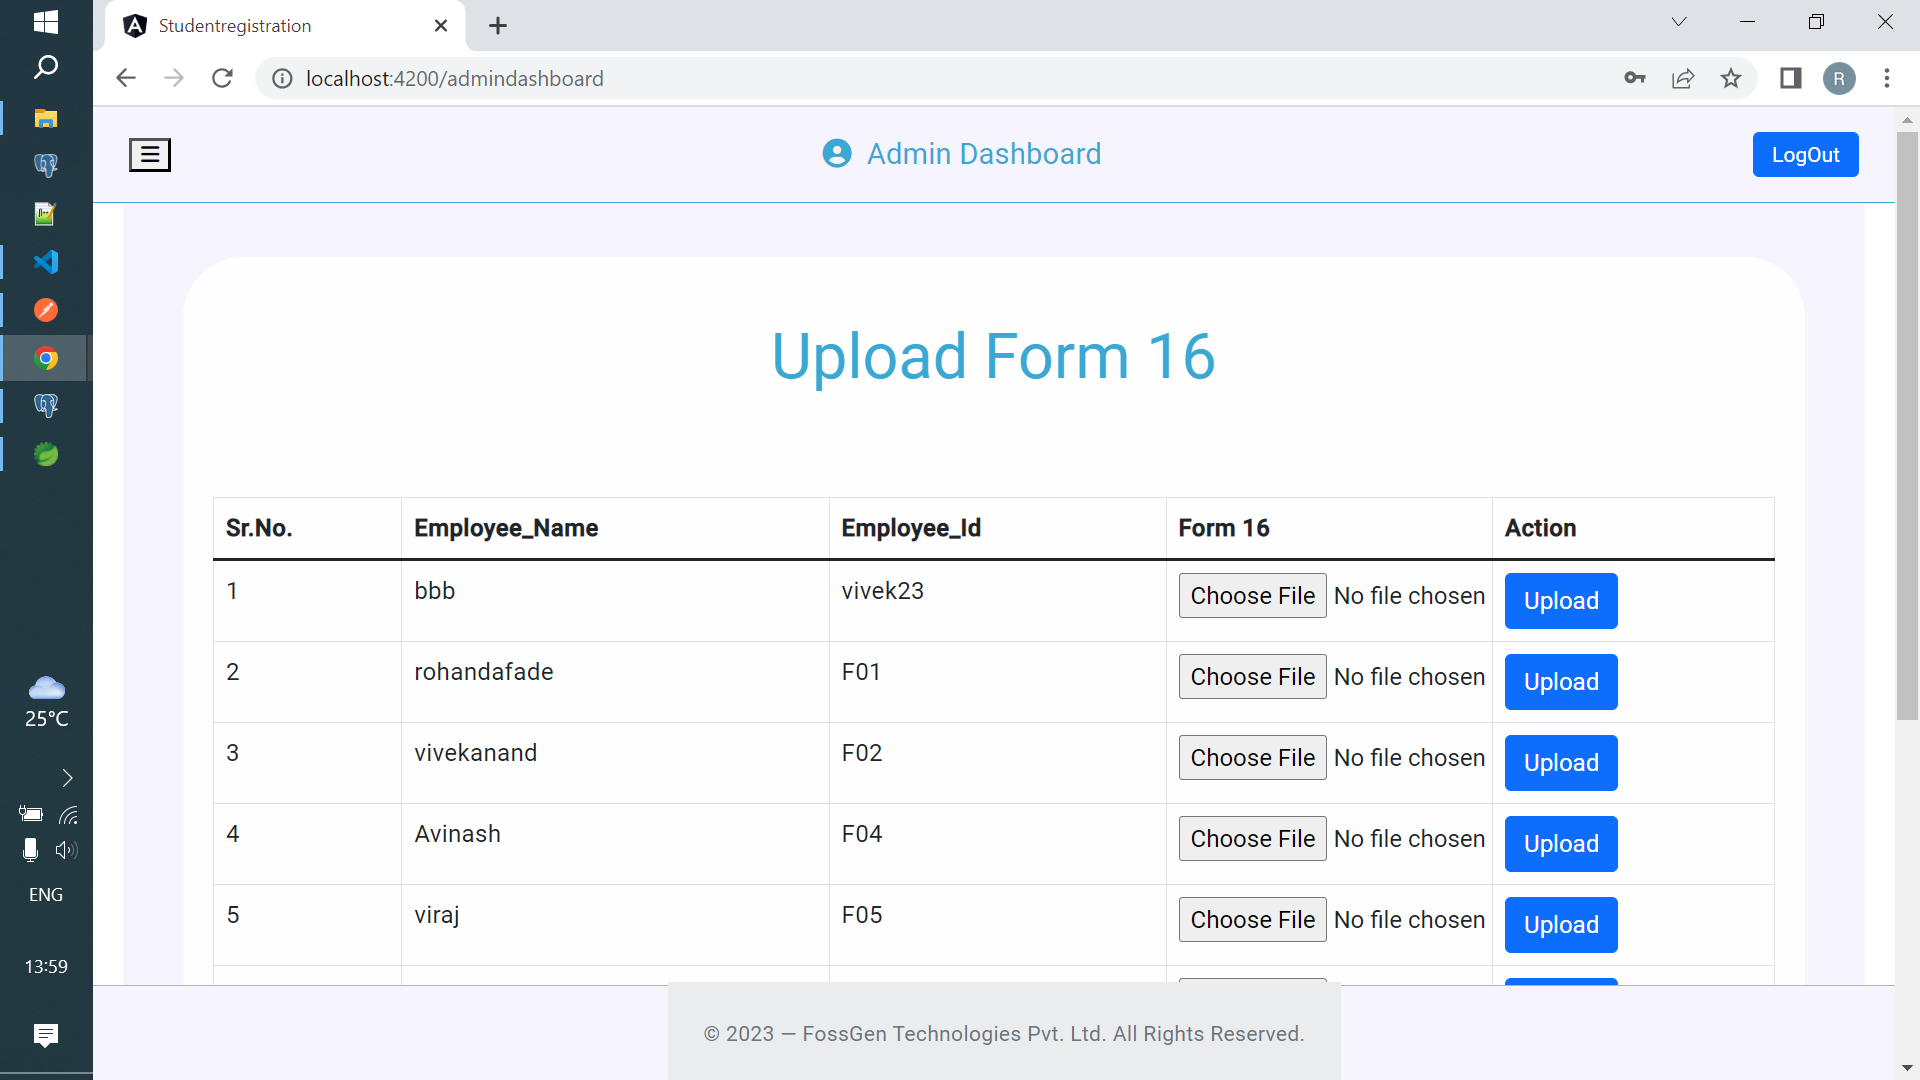 Studentregistration
localhost:4200/admindashboard
R
Admin Dashboard
LogOut
Upload Form 16
Sr.No. Employee_Name Employee_Id Form 16 Action
1 bbb vivek23 Choose File No file chosen Upload
2 rohandafade F01 Choose File No file chosen Upload
3 vivekanand F02 Choose File No file chosen Upload
4 Avinash F04 Choose File No file chosen Upload
5 viraj F05 Choose File No file chosen Upload
© 2023 — FossGen Technologies Pvt. Ltd. All Rights Reserved.
25°C
ENG
13:59